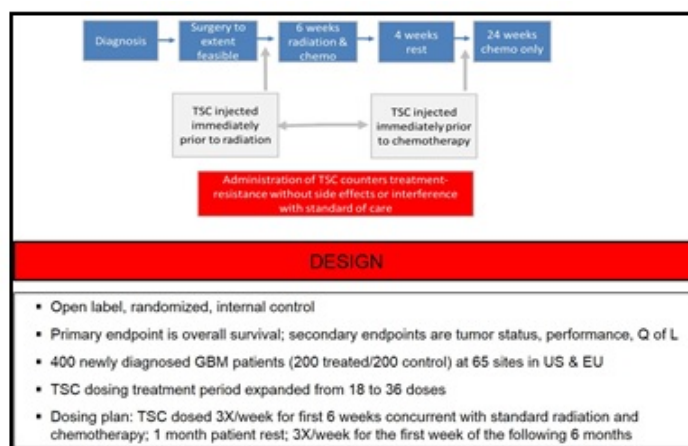 Diagnosis
Surgery to
extent
feasible
6 weeks
radiation &
chemo
4 weeks
rest
24 weeks
chemo only
TSC injected
immediately
prior to radiation
TSC injected
immediately prior
to chemotherapy
Administration of TSC counters treatment-
resistance without side effects or interference
with standard of care
DESIGN
▪ Open label, randomized, internal control
▪ Primary endpoint is overall survival; secondary endpoints are tumor status, performance, Q of L
▪ 400 newly diagnosed GBM patients (200 treated/200 control) at 65 sites in US & EU
▪ TSC dosing treatment period expanded from 18 to 36 doses
▪ Dosing plan: TSC dosed 3X/week for first 6 weeks concurrent with standard radiation and
chemotherapy; 1 month patient rest; 3X/week for the first week of the following 6 months